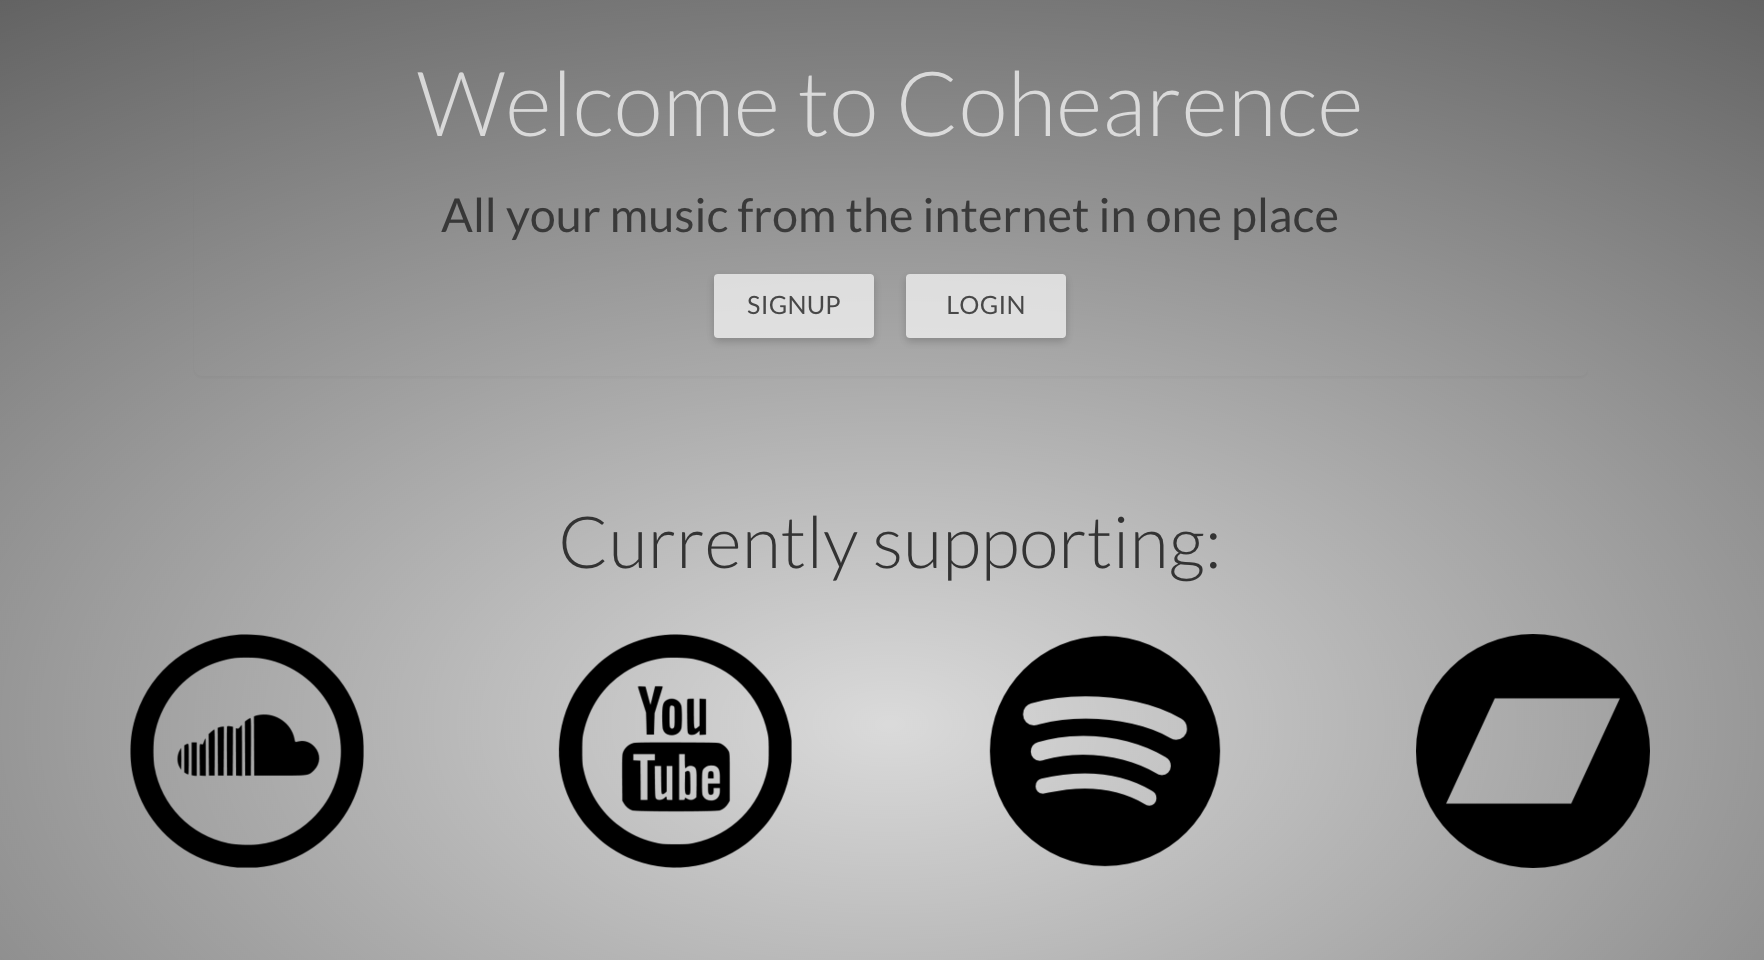 Welcome to Cohearence
All your music from the internet in one place
SIGNUP LOGIN
Currently supporting:
You
Tube